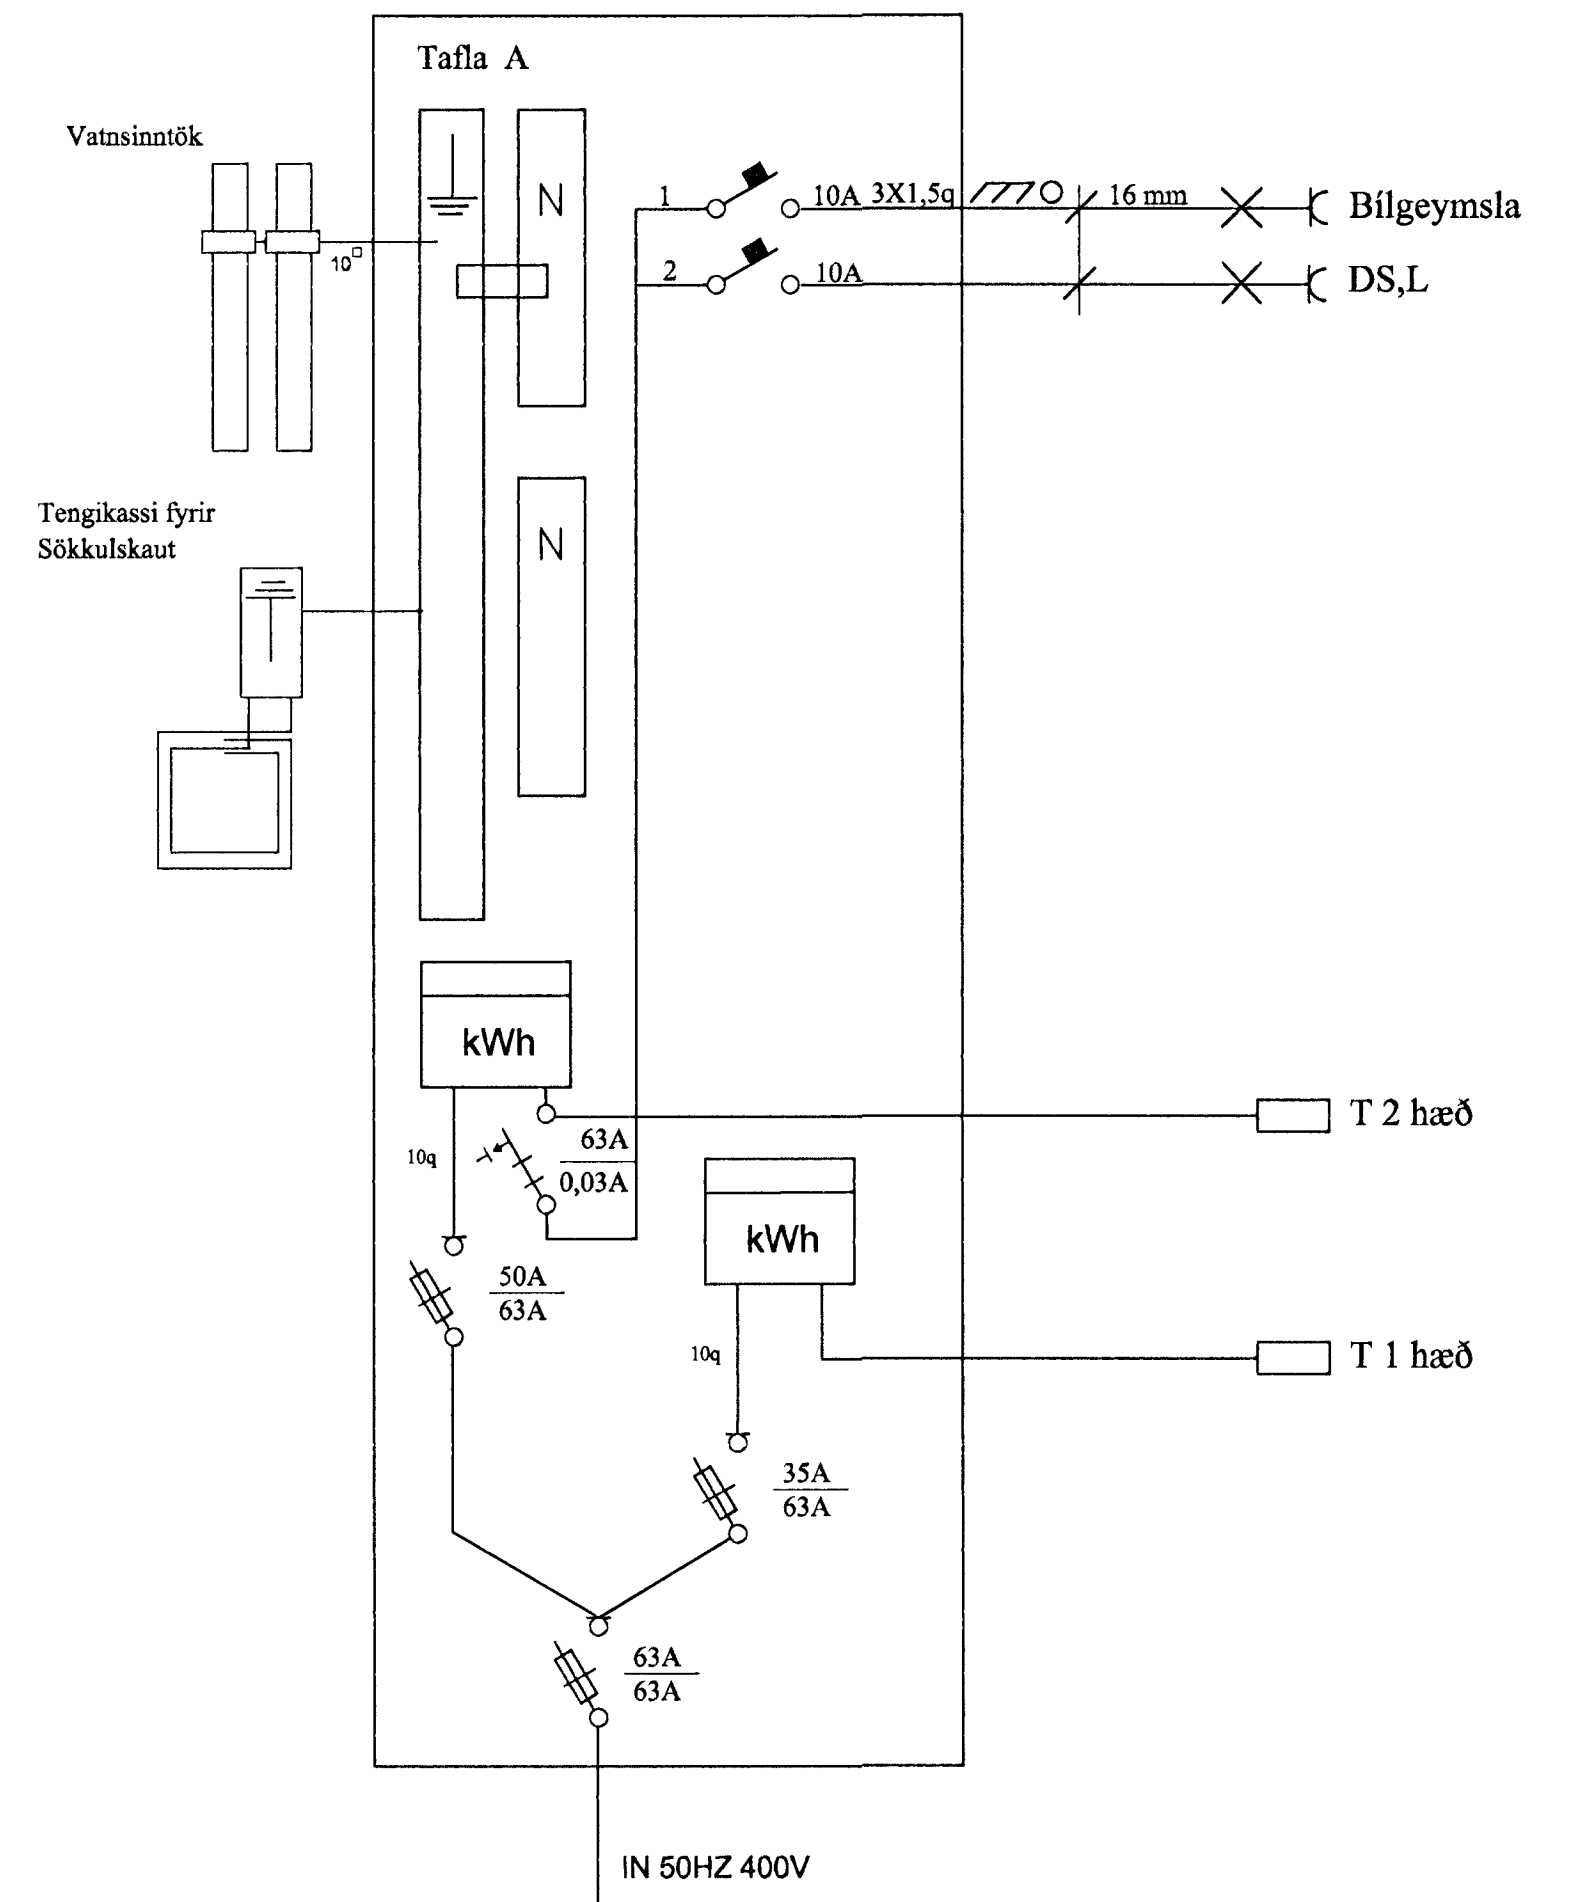 Tafla A
Vatnsinntök
N
1
10A 3X1,5q
16 mm
Bílgeymsla
10□
2
10A
DS,L
Tengikassi fyrir
Sökkulskaut
N
kWh
T 2 hæð
10q
63A
0,03A
kWh
50A
63A
10q
T 1 hæð
35A
63A
63A
63A
IN 50HZ 400V